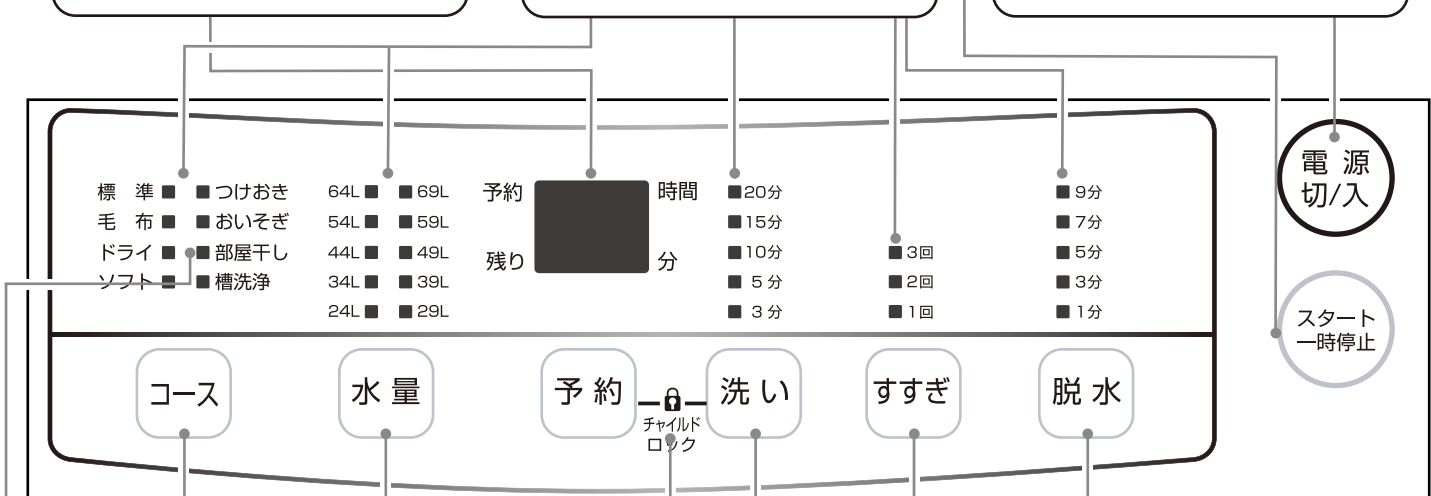 標 準 ■ ■ つけおき
毛 布 ■ ■ おいそぎ
ドライ ■ ■ 部屋干し
ソフト ■ ■ 槽洗浄
64L ■ ■ 69L
54L ■ ■ 59L
44L ■ ■ 49L
34L ■ ■ 39L
24L ■ ■ 29L
予約 時間
残り 分
■ 20分
■ 15分
■ 10分
■ 5分
■ 3分
■ 3回
■ 2回
■ 1回
■ 9分
■ 7分
■ 5分
■ 3分
■ 1分
電 源
切/入
スタート
一時停止
コース
水 量
予 約
チャイルド
ロック
洗 い
すすぎ
脱 水